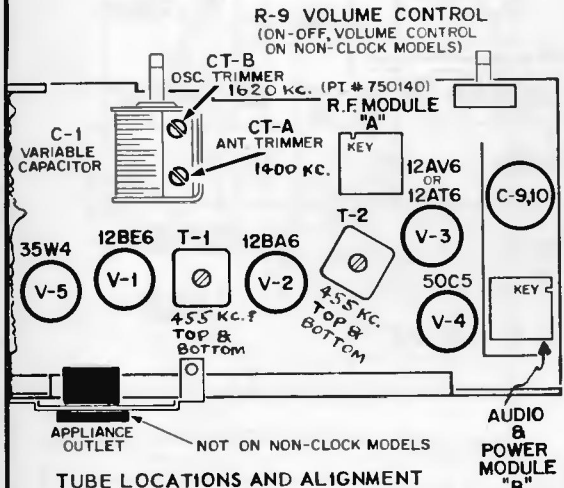 R-9 VOLUME CONTROL
(ON-OFF, VOLUME CONTROL
ON NON-CLOCK MODELS)
CT-B
OSC. TRIMMER
1620 KC.
(PT # 750140)
R.F. MODULE
"A"
KEY
C-1
VARIABLE
CAPACITOR
CT-A
ANT. TRIMMER
1400 KC.
12AV6
OR
12AT6
V-3
C-9,10
35W4
V-5
12BE6
V-1
T-1
455 KC.?
TOP &
BOTTOM
12BA6
V-2
T-2
455 KC.
TOP &
BOTTOM
50C5
V-4
KEY
APPLIANCE
OUTLET
NOT ON NON-CLOCK MODELS
AUDIO
&
POWER
MODULE
"B"
TUBE LOCATIONS AND ALIGNMENT